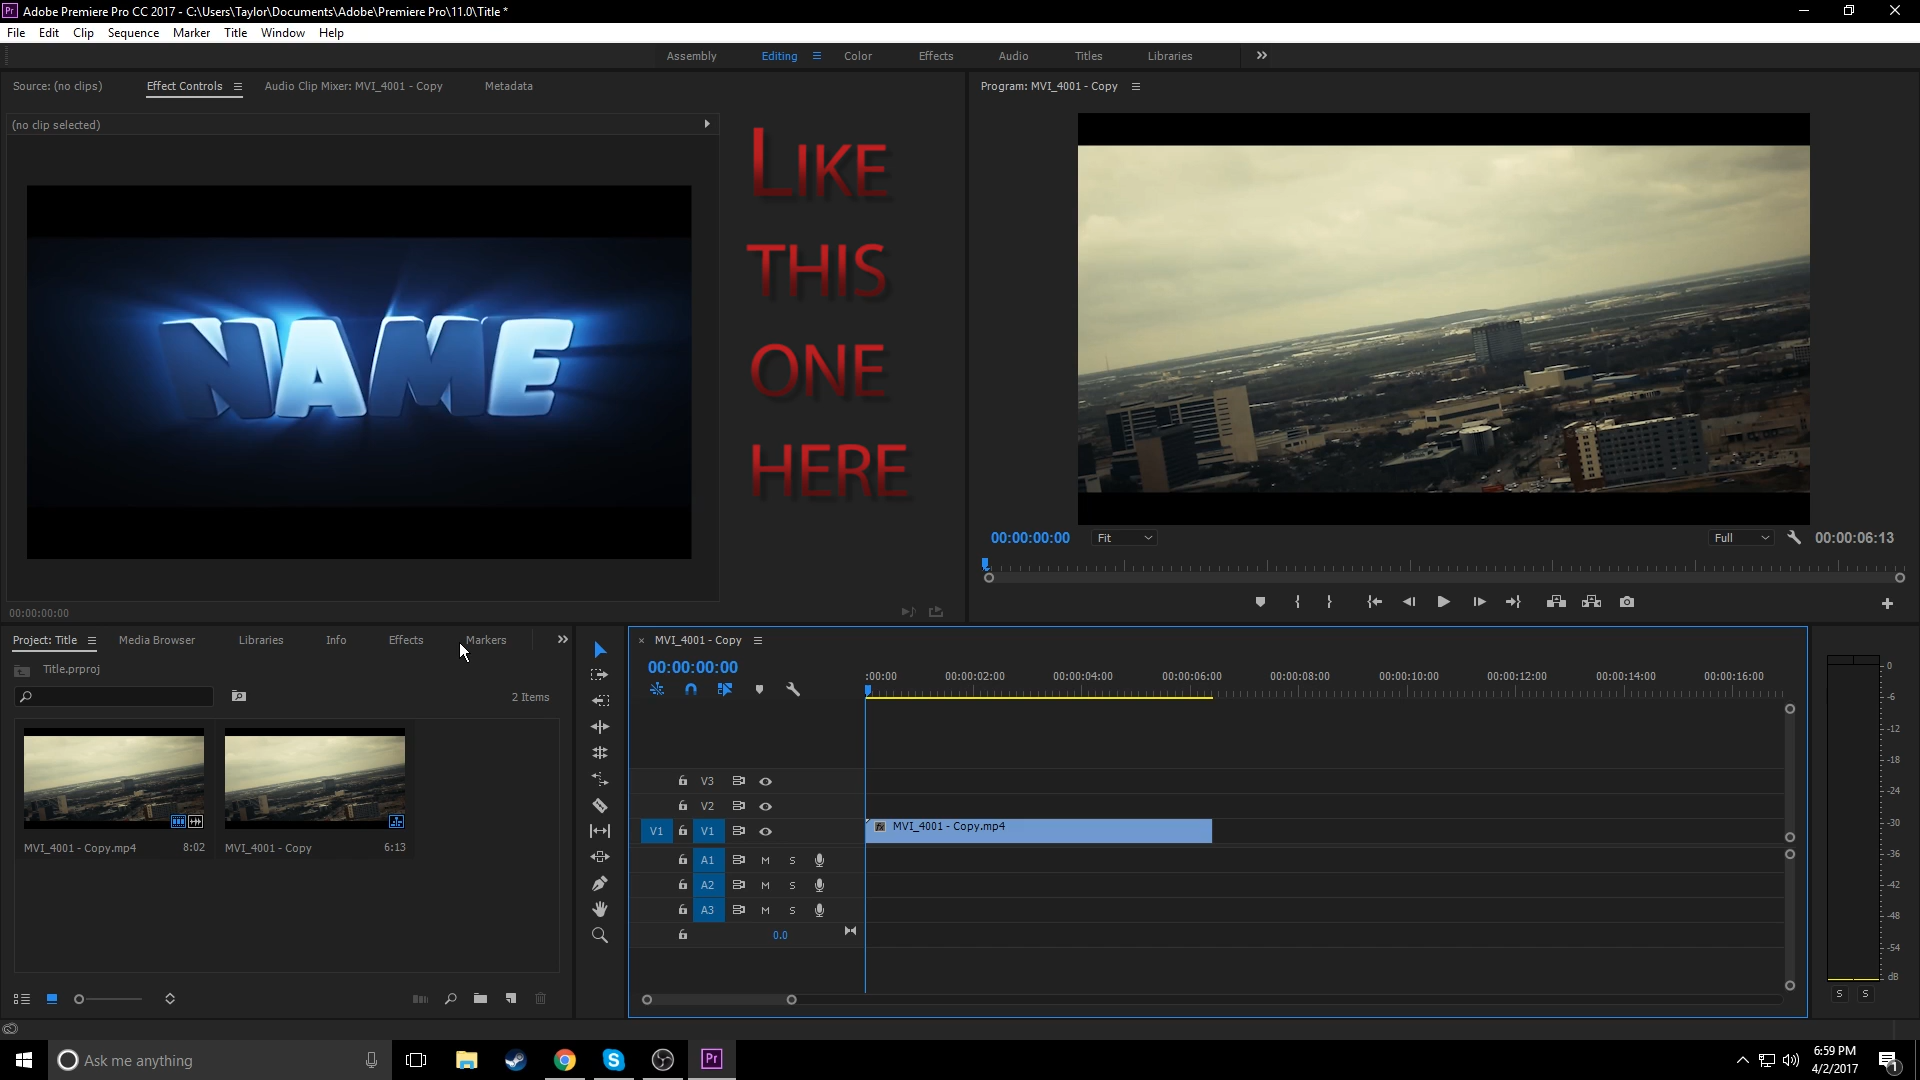 Pr Adobe Premiere Pro CC 2017 - C:\Users\Taylor\Documents\Adobe\Premiere Pro\11.0\Title *
File Edit Clip Sequence Marker Title Window Help
Assembly Editing Color Effects Audio Titles Libraries
Source: (no clips) Effect Controls Audio Clip Mixer: MVI_4001 - Copy Metadata
Program: MVI_4001 - Copy
(no clip selected)
LIKE
THIS
ONE
HERE
NAME
00:00:00:00 Fit Full 00:00:06:13
00:00:00:00
Project: Title Media Browser Libraries Info Effects Markers
Title.prproj
2 Items
MVI_4001 - Copy.mp4 8:02
MVI_4001 - Copy 6:13
MVI_4001 - Copy
00:00:00:00
:00:00 00:00:02:00 00:00:04:00 00:00:06:00 00:00:08:00 00:00:10:00 00:00:12:00 00:00:14:00 00:00:16:00
V3
V2
V1 V1 fx MVI_4001 - Copy.mp4
A1 M S
A2 M S
A3 M S
0.0
0
-6
-12
-18
-24
-30
-36
-42
-48
-54
dB
S S
Ask me anything
Pr
6:59 PM
4/2/2017
1